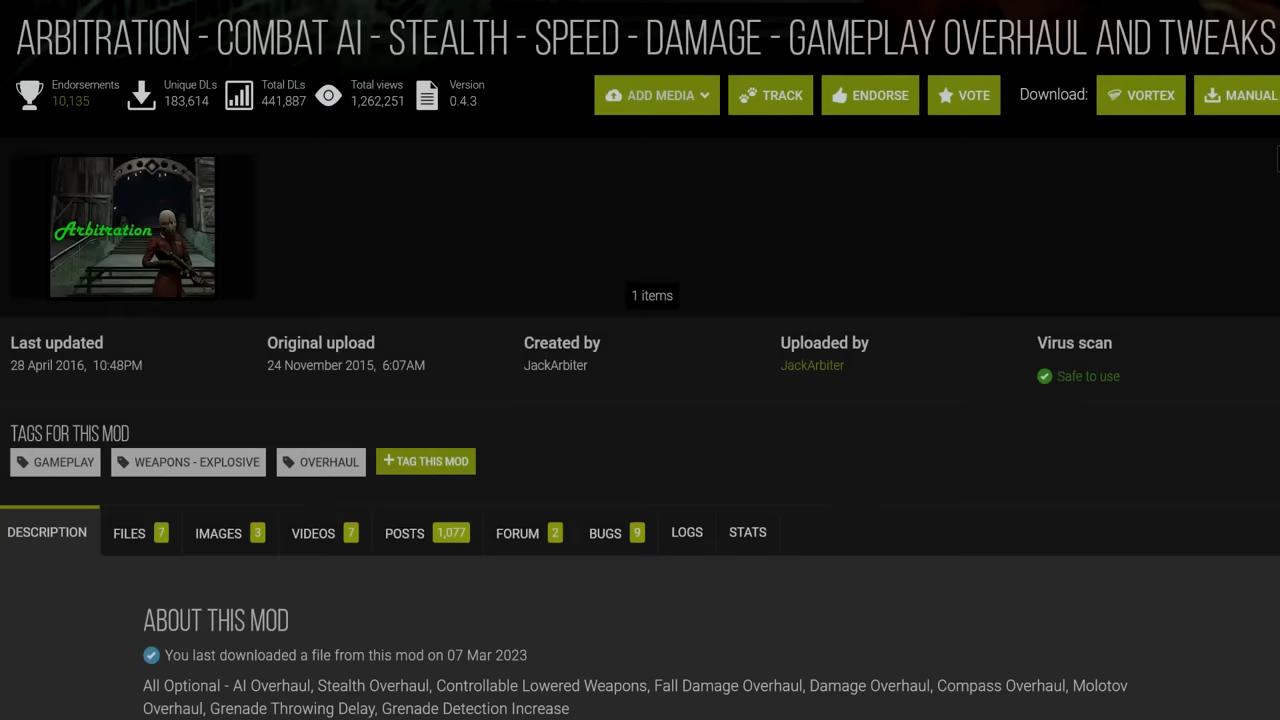 ARBITRATION - COMBAT AI - STEALTH - SPEED - DAMAGE - GAMEPLAY OVERHAUL AND TWEAKS
Endorsements
10,135
Unique DLs
183,614
Total DLs
441,887
Total views
1,262,251
Version
0.4.3
ADD MEDIA
TRACK
ENDORSE
VOTE
Download:
VORTEX
MANUAL
Arbitration
1 items
Last updated
28 April 2016, 10:48PM
Original upload
24 November 2015, 6:07AM
Created by
JackArbiter
Uploaded by
JackArbiter
Virus scan
Safe to use
TAGS FOR THIS MOD
GAMEPLAY
WEAPONS - EXPLOSIVE
OVERHAUL
+ TAG THIS MOD
DESCRIPTION
FILES 7
IMAGES 3
VIDEOS 7
POSTS 1,077
FORUM 2
BUGS 9
LOGS
STATS
ABOUT THIS MOD
You last downloaded a file from this mod on 07 Mar 2023
All Optional - AI Overhaul, Stealth Overhaul, Controllable Lowered Weapons, Fall Damage Overhaul, Damage Overhaul, Compass Overhaul, Molotov
Overhaul, Grenade Throwing Delay, Grenade Detection Increase